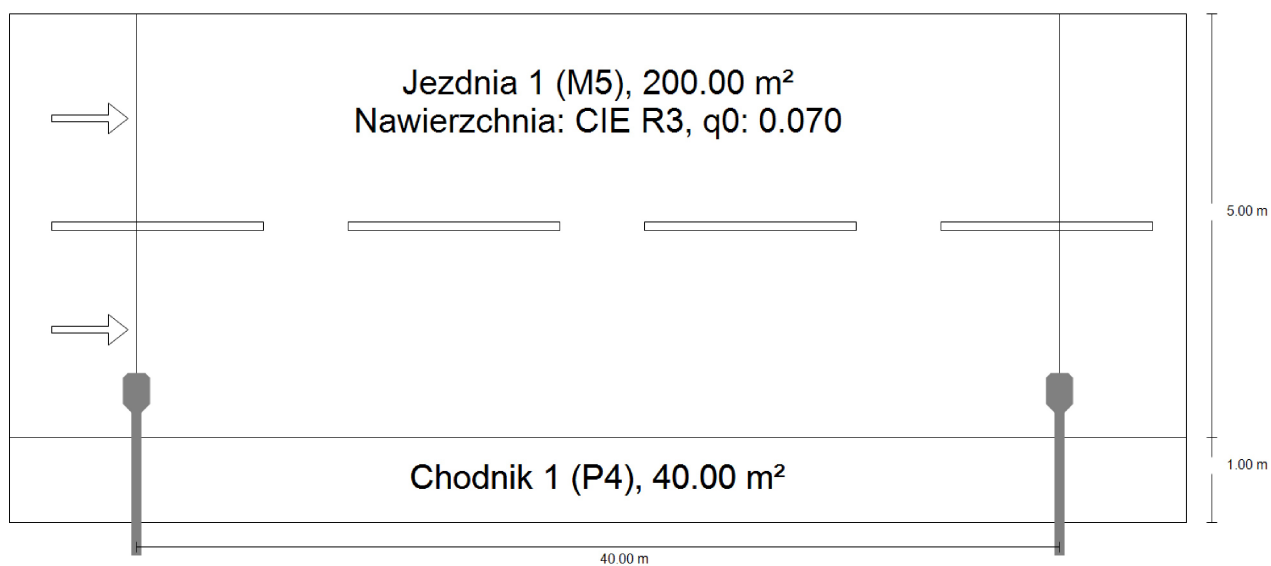 Jezdnia 1 (M5), 200.00 m²
Nawierzchnia: CIE R3, q0: 0.070
5.00 m
Chodnik 1 (P4), 40.00 m²
1.00 m
40.00 m